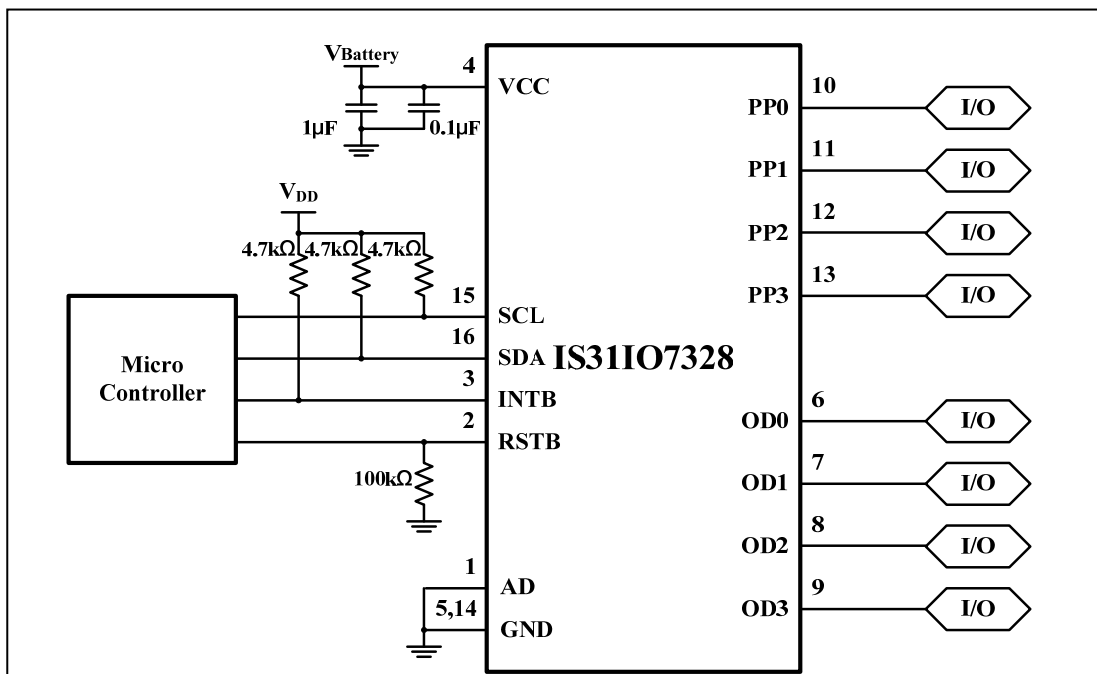 VBattery
4
VCC
1µF
0.1µF
VDD
4.7kΩ 4.7kΩ 4.7kΩ
15
SCL
16
SDA
3
INTB
2
RSTB
Micro
Controller
100kΩ
1
AD
5,14
GND
IS31IO7328
PP0
10
I/O
PP1
11
I/O
PP2
12
I/O
PP3
13
I/O
OD0
6
I/O
OD1
7
I/O
OD2
8
I/O
OD3
9
I/O